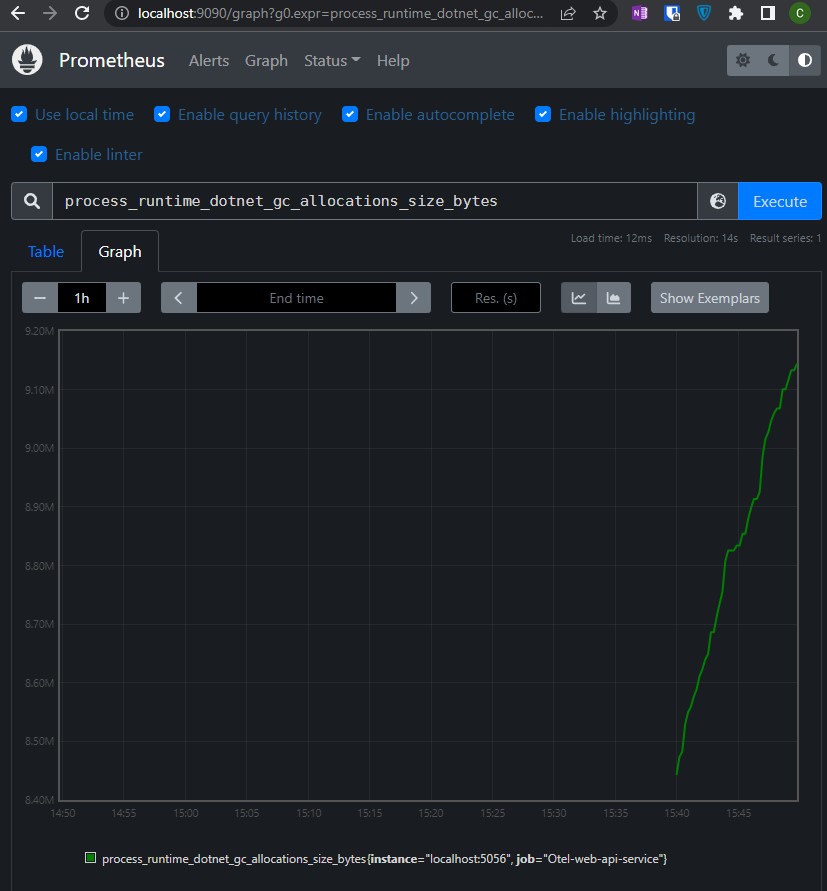 localhost:9090/graph?g0.expr=process_runtime_dotnet_gc_alloc...
N
C
Prometheus Alerts Graph Status Help
Use local time Enable query history Enable autocomplete Enable highlighting
Enable linter
process_runtime_dotnet_gc_allocations_size_bytes Execute
Load time: 12ms Resolution: 14s Result series: 1
Table Graph
1h End time Res. (s) Show Exemplars
9.20M
9.10M
9.00M
8.90M
8.80M
8.70M
8.60M
8.50M
8.40M
14:50 14:55 15:00 15:05 15:10 15:15 15:20 15:25 15:30 15:35 15:40 15:45
process_runtime_dotnet_gc_allocations_size_bytes{instance="localhost:5056", job="Otel-web-api-service"}